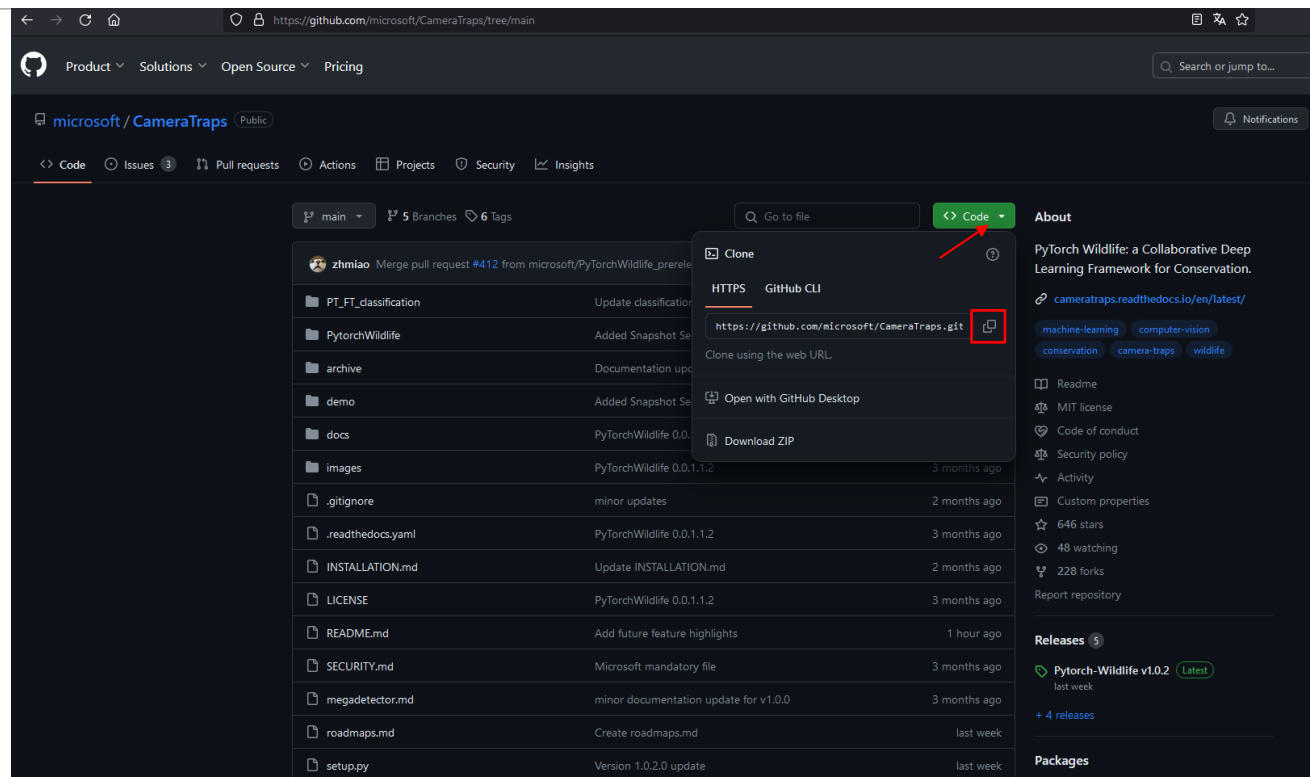 https://github.com/microsoft/CameraTraps/tree/main
Product Solutions Open Source Pricing
Search or jump to...
microsoft / CameraTraps Public
Notifications
Code Issues 3 Pull requests Actions Projects Security Insights
main 5 Branches 6 Tags
Go to file
Code
zhmiao Merge pull request #412 from microsoft/PyTorchWildlife_prerele
PT_FT_classification Update classification
PytorchWildlife Added Snapshot Se
archive Documentation upd
demo Added Snapshot Se
docs PyTorchWildlife 0.0.
images PyTorchWildlife 0.0.1.1.2 3 months ago
.gitignore minor updates 2 months ago
.readthedocs.yaml PyTorchWildlife 0.0.1.1.2 3 months ago
INSTALLATION.md Update INSTALLATION.md 2 months ago
LICENSE PyTorchWildlife 0.0.1.1.2 3 months ago
README.md Add future feature highlights 1 hour ago
SECURITY.md Microsoft mandatory file 3 months ago
megadetector.md minor documentation update for v1.0.0 3 months ago
roadmaps.md Create roadmaps.md last week
setup.py Version 1.0.2.0 update last week
Clone
HTTPS GitHub CLI
https://github.com/microsoft/CameraTraps.git
Clone using the web URL.
Open with GitHub Desktop
Download ZIP
About
PyTorch Wildlife: a Collaborative Deep
Learning Framework for Conservation.
cameratraps.readthedocs.io/en/latest/
machine-learning computer-vision
conservation camera-traps wildlife
Readme
MIT license
Code of conduct
Security policy
Activity
Custom properties
646 stars
48 watching
228 forks
Report repository
Releases 5
Pytorch-Wildlife v1.0.2 Latest
last week
+ 4 releases
Packages